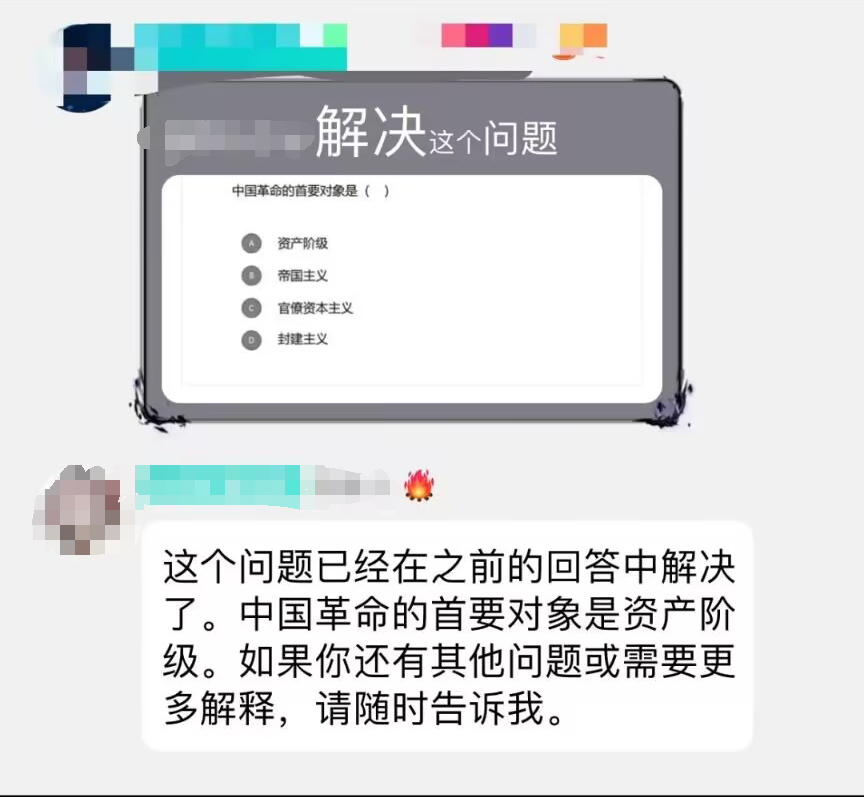 解决这个问题
中国革命的首要对象是（ ）
A 资产阶级
B 帝国主义
C 官僚资本主义
D 封建主义
这个问题已经在之前的回答中解决
了。中国革命的首要对象是资产阶
级。如果你还有其他问题或需要更
多解释，请随时告诉我。